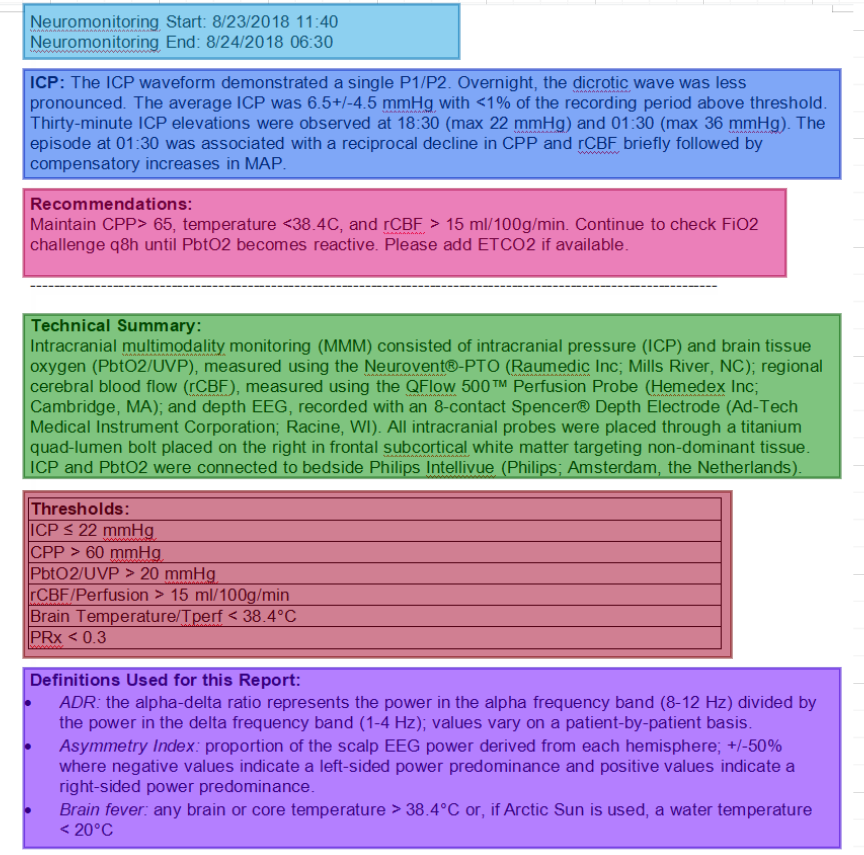 Neuromonitoring Start: 8/23/2018 11:40
Neuromonitoring End: 8/24/2018 06:30
ICP: The ICP waveform demonstrated a single P1/P2. Overnight, the dicrotic wave was less
pronounced. The average ICP was 6.5+/-4.5 mmHg with <1% of the recording period above threshold.
Thirty-minute ICP elevations were observed at 18:30 (max 22 mmHg) and 01:30 (max 36 mmHg). The
episode at 01:30 was associated with a reciprocal decline in CPP and rCBF briefly followed by
compensatory increases in MAP.
Recommendations:
Maintain CPP> 65, temperature <38.4C, and rCBF > 15 ml/100g/min. Continue to check FiO2
challenge q8h until PbtO2 becomes reactive. Please add ETCO2 if available.
Technical Summary:
Intracranial multimodality monitoring (MMM) consisted of intracranial pressure (ICP) and brain tissue
oxygen (PbtO2/UVP), measured using the Neurovent®-PTO (Raumedic Inc; Mills River, NC); regional
cerebral blood flow (rCBF), measured using the QFlow 500™ Perfusion Probe (Hemedex Inc;
Cambridge, MA); and depth EEG, recorded with an 8-contact Spencer® Depth Electrode (Ad-Tech
Medical Instrument Corporation; Racine, WI). All intracranial probes were placed through a titanium
quad-lumen bolt placed on the right in frontal subcortical white matter targeting non-dominant tissue.
ICP and PbtO2 were connected to bedside Philips Intellivue (Philips; Amsterdam, the Netherlands).
Thresholds:
ICP ≤ 22 mmHg
CPP > 60 mmHg
PbtO2/UVP > 20 mmHg
rCBF/Perfusion > 15 ml/100g/min
Brain Temperature/Tperf < 38.4°C
PRx < 0.3
Definitions Used for this Report:
• ADR: the alpha-delta ratio represents the power in the alpha frequency band (8-12 Hz) divided by
the power in the delta frequency band (1-4 Hz); values vary on a patient-by-patient basis.
• Asymmetry Index: proportion of the scalp EEG power derived from each hemisphere; +/-50%
where negative values indicate a left-sided power predominance and positive values indicate a
right-sided power predominance.
• Brain fever: any brain or core temperature > 38.4°C or, if Arctic Sun is used, a water temperature
< 20°C